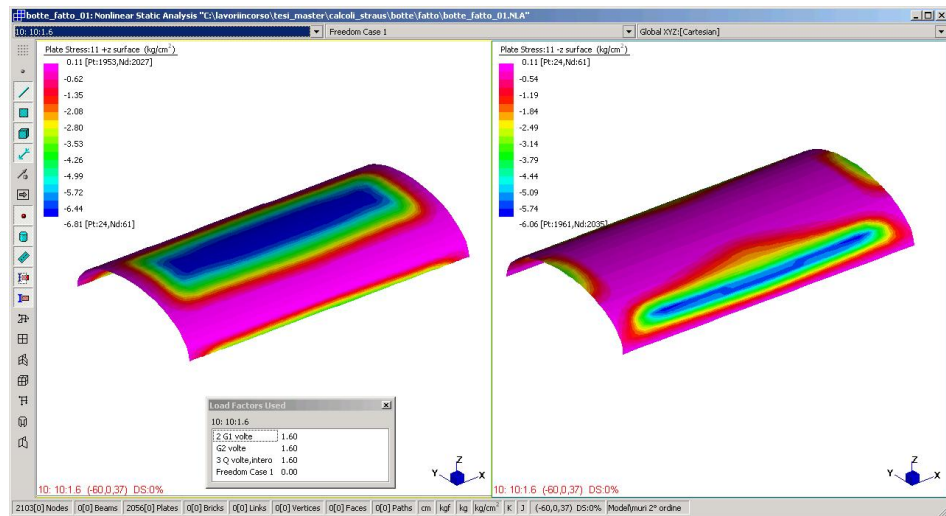 botte_fatto_01: Nonlinear Static Analysis "C:\lavoriincorso\tesi_master\calcoli_straus\botte\fatto\botte_fatto_01.NLA"
10: 10:1.6 Freedom Case 1 Global XYZ:[Cartesian]
Plate Stress:11 +z surface (kg/cm²)
0.11 [Pt:1953,Nd:2027]
-0.62
-1.35
-2.08
-2.80
-3.53
-4.26
-4.99
-5.72
-6.44
-6.81 [Pt:24,Nd:61]
Plate Stress:11 -z surface (kg/cm²)
0.11 [Pt:24,Nd:61]
-0.54
-1.19
-1.84
-2.49
-3.14
-3.79
-4.44
-5.09
-5.74
-6.06 [Pt:1961,Nd:2035]
Load Factors Used
10: 10:1.6
2 G1 volte 1.60
G2 volte 1.60
3 Q volte,intero 1.60
Freedom Case 1 0.00
Z
Y X
Z
Y X
10: 10:1.6 (-60,0,37) DS:0%
10: 10:1.6 (-60,0,37) DS:0%
2103[0] Nodes 0[0] Beams 2056[0] Plates 0[0] Bricks 0[0] Links 0[0] Vertices 0[0] Faces 0[0] Paths cm kgf kg kg/cm² K J (-60,0,37) DS:0% Model\muri 2° ordine